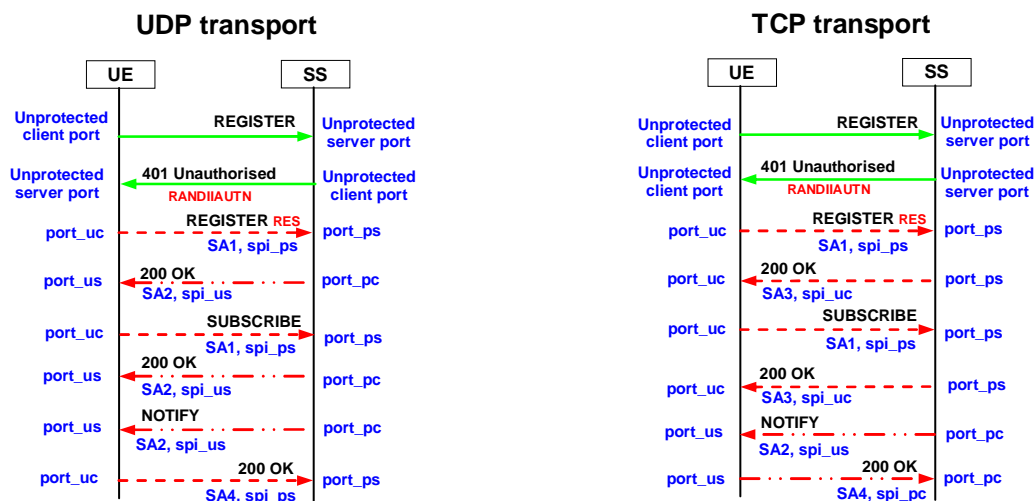 UDP transport
UE
SS
Unprotected
client port
REGISTER
Unprotected
server port
Unprotected
server port
401 Unauthorised
RANDIIAUTN
Unprotected
client port
port_uc
REGISTER RES
SA1, spi_ps
port_ps
port_us
200 OK
SA2, spi_us
port_pc
port_uc
SUBSCRIBE
SA1, spi_ps
port_ps
port_us
200 OK
SA2, spi_us
port_pc
port_us
NOTIFY
SA2, spi_us
port_pc
port_uc
200 OK
SA4, spi_ps
port_ps
TCP transport
UE
SS
Unprotected
client port
REGISTER
Unprotected
server port
Unprotected
client port
401 Unauthorised
RANDIIAUTN
Unprotected
server port
port_uc
REGISTER RES
SA1, spi_ps
port_ps
port_uc
200 OK
SA3, spi_uc
port_ps
port_uc
SUBSCRIBE
SA1, spi_ps
port_ps
port_uc
200 OK
SA3, spi_uc
port_ps
port_us
NOTIFY
SA2, spi_us
port_pc
port_us
200 OK
SA4, spi_pc
port_pc